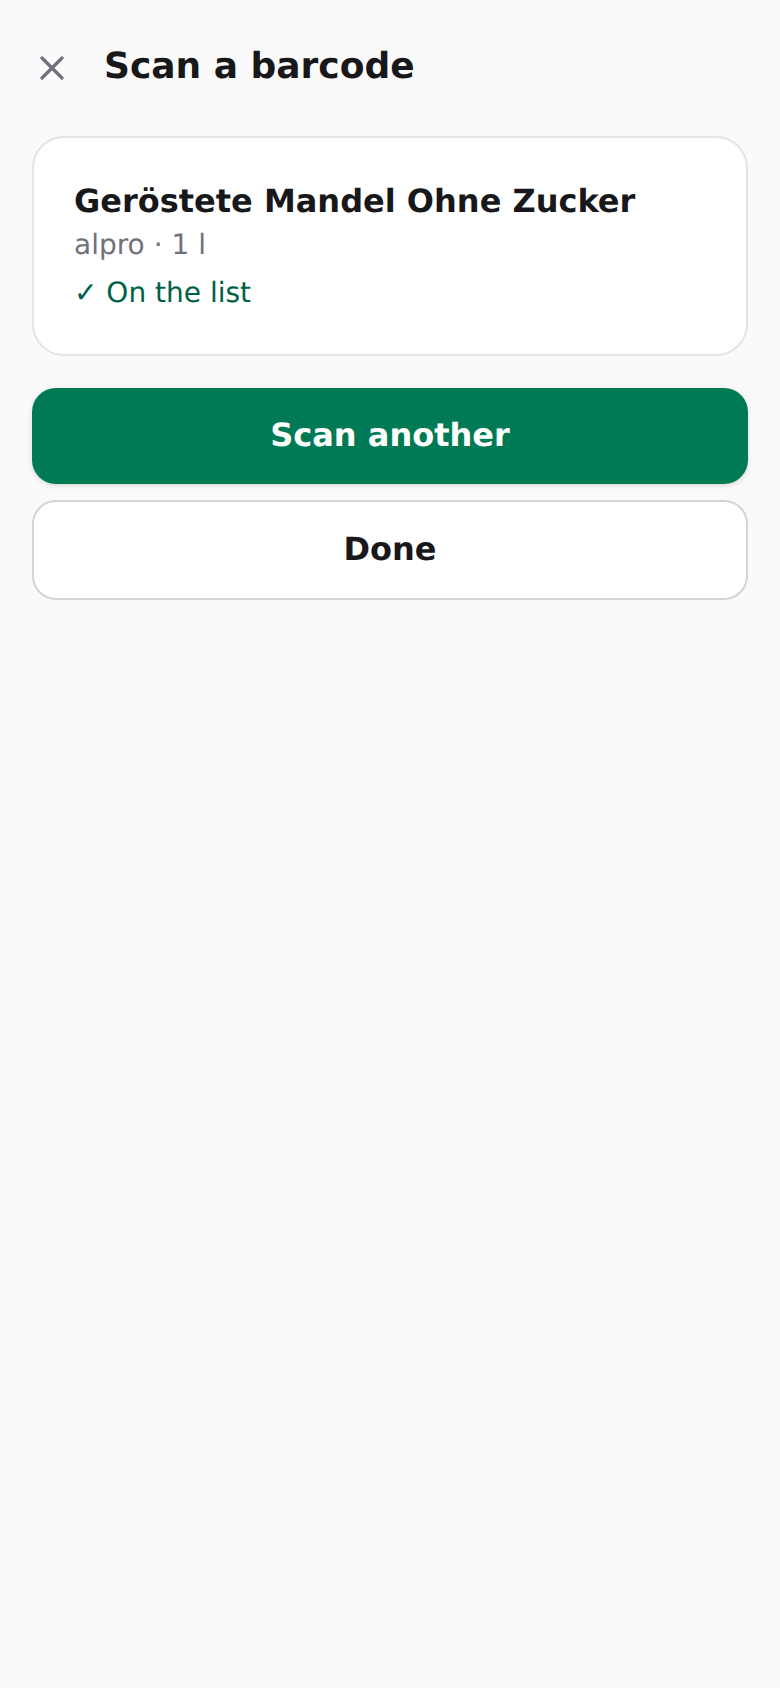 Scan a barcode
Geröstete Mandel Ohne Zucker
alpro · 1 l
✓ On the list
Scan another
Done